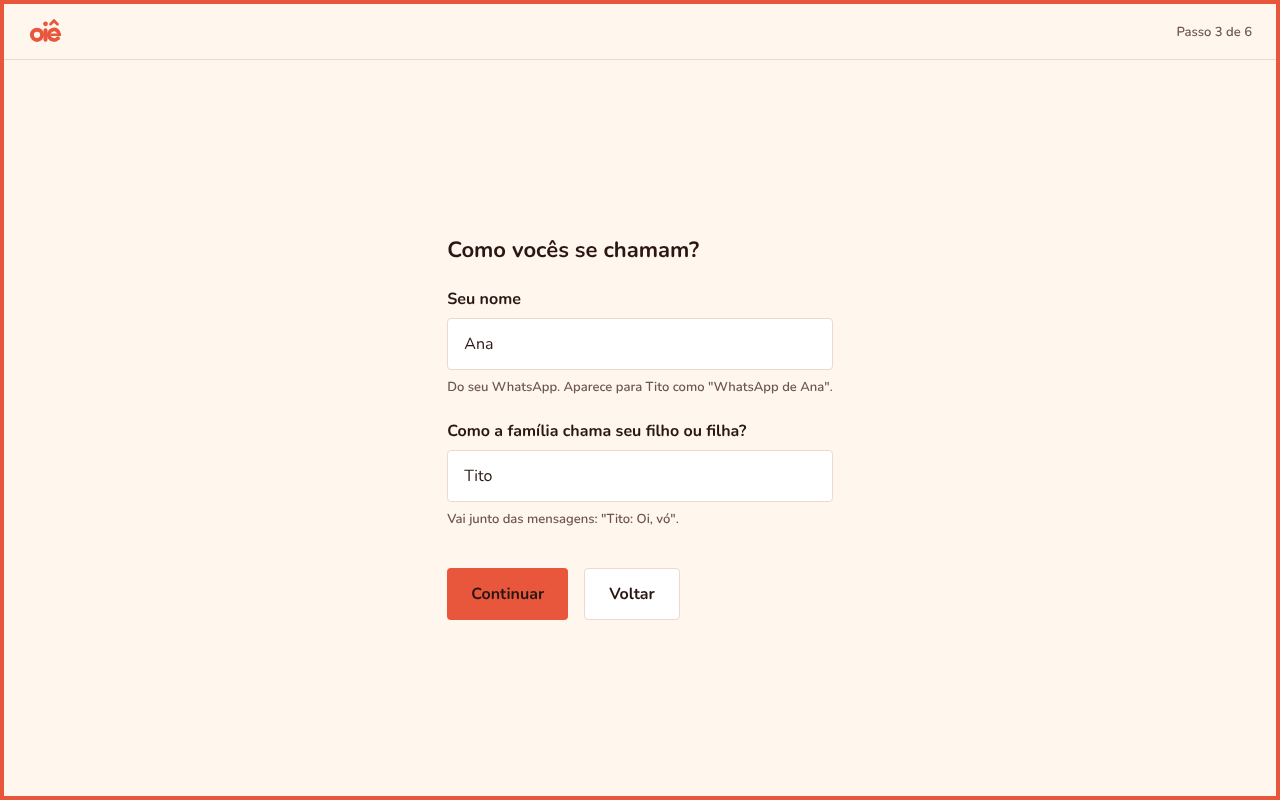 oiê
Passo 3 de 6
Como vocês se chamam?
Seu nome
Ana
Do seu WhatsApp. Aparece para Tito como "WhatsApp de Ana".
Como a família chama seu filho ou filha?
Tito
Vai junto das mensagens: "Tito: Oi, vó".
Continuar
Voltar